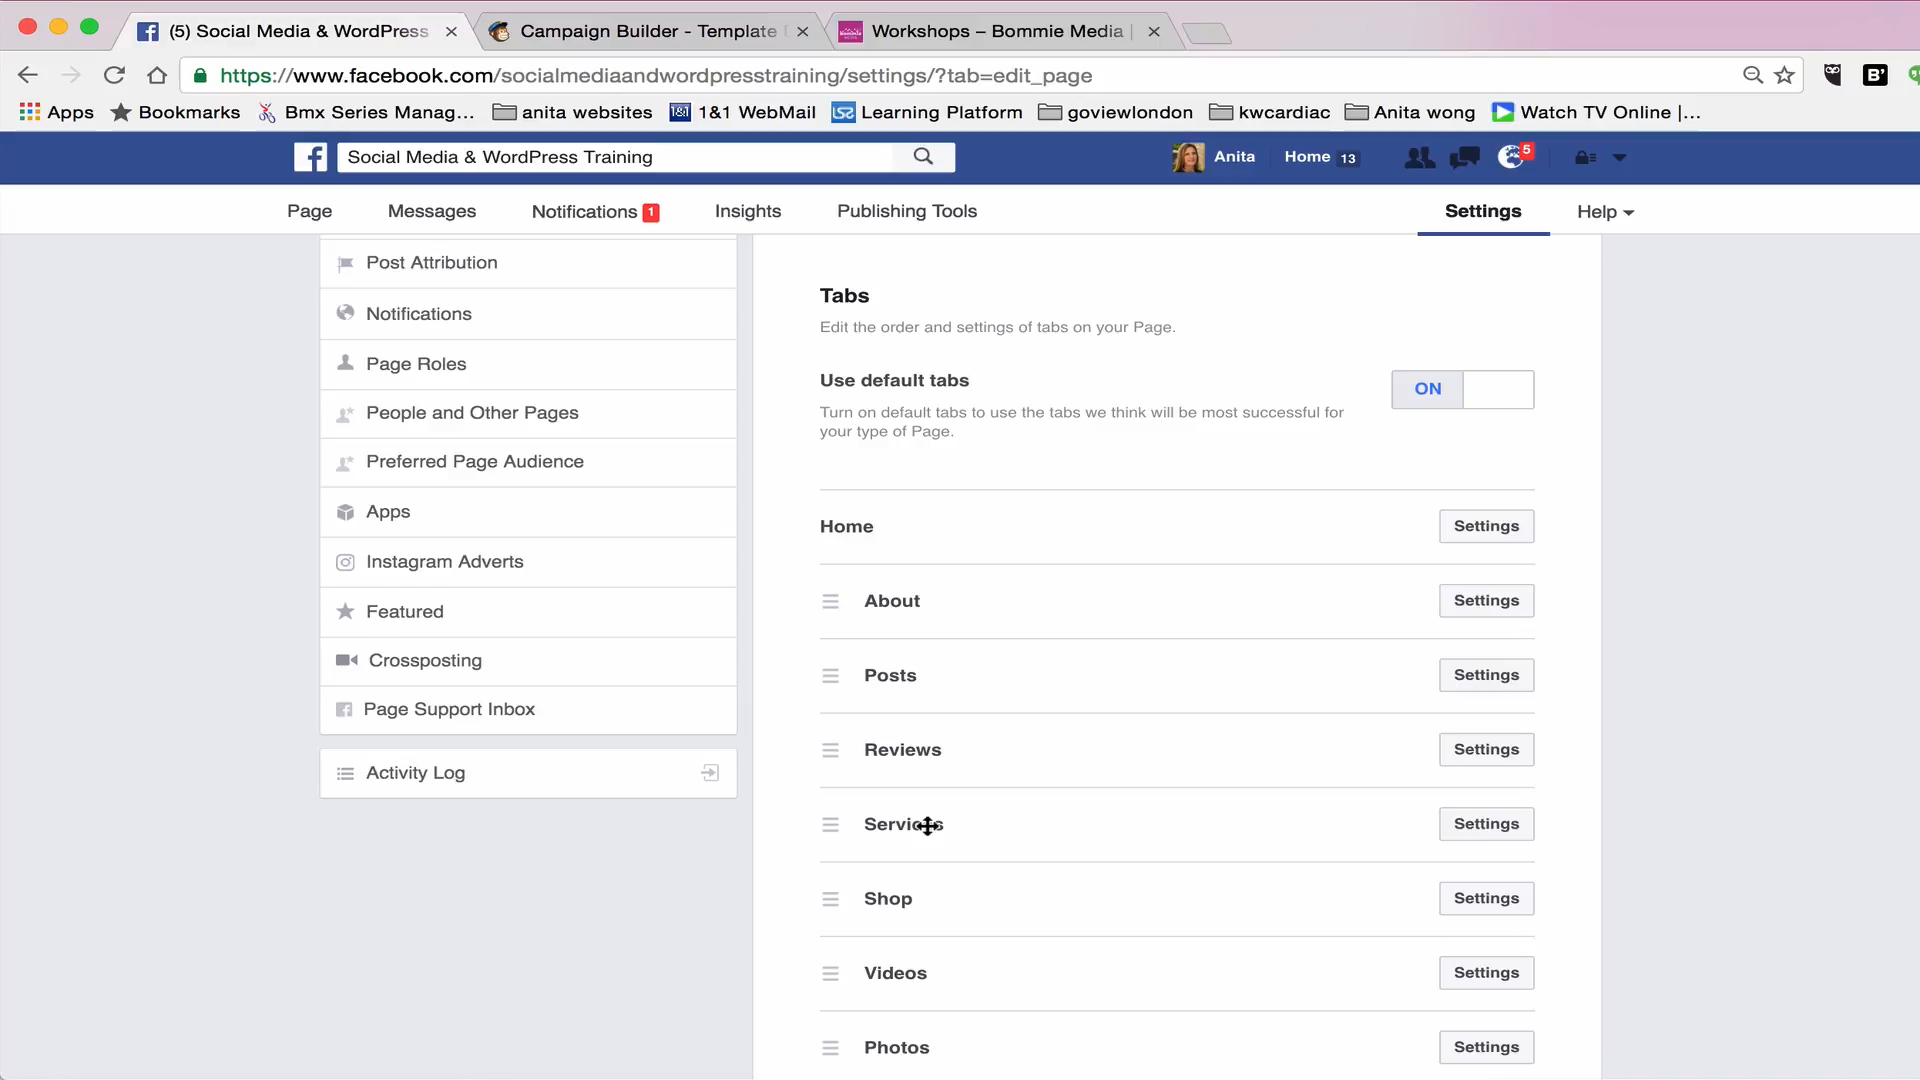 (5) Social Media & WordPress
Campaign Builder - Template
Workshops – Bommie Media |
https://www.facebook.com/socialmediaandwordpresstraining/settings/?tab=edit_page
B'
Apps
Bookmarks
Bmx Series Manag...
anita websites
1&1 WebMail
Learning Platform
goviewlondon
kwcardiac
Anita wong
Watch TV Online |...
Social Media & WordPress Training
Anita
Home 13
5
Page
Messages
Notifications 1
Insights
Publishing Tools
Settings
Help
Post Attribution
Notifications
Page Roles
People and Other Pages
Preferred Page Audience
Apps
Instagram Adverts
Featured
Crossposting
Page Support Inbox
Activity Log
Tabs
Edit the order and settings of tabs on your Page.
Use default tabs
ON
Turn on default tabs to use the tabs we think will be most successful for
your type of Page.
Home Settings
About Settings
Posts Settings
Reviews Settings
Services Settings
Shop Settings
Videos Settings
Photos Settings